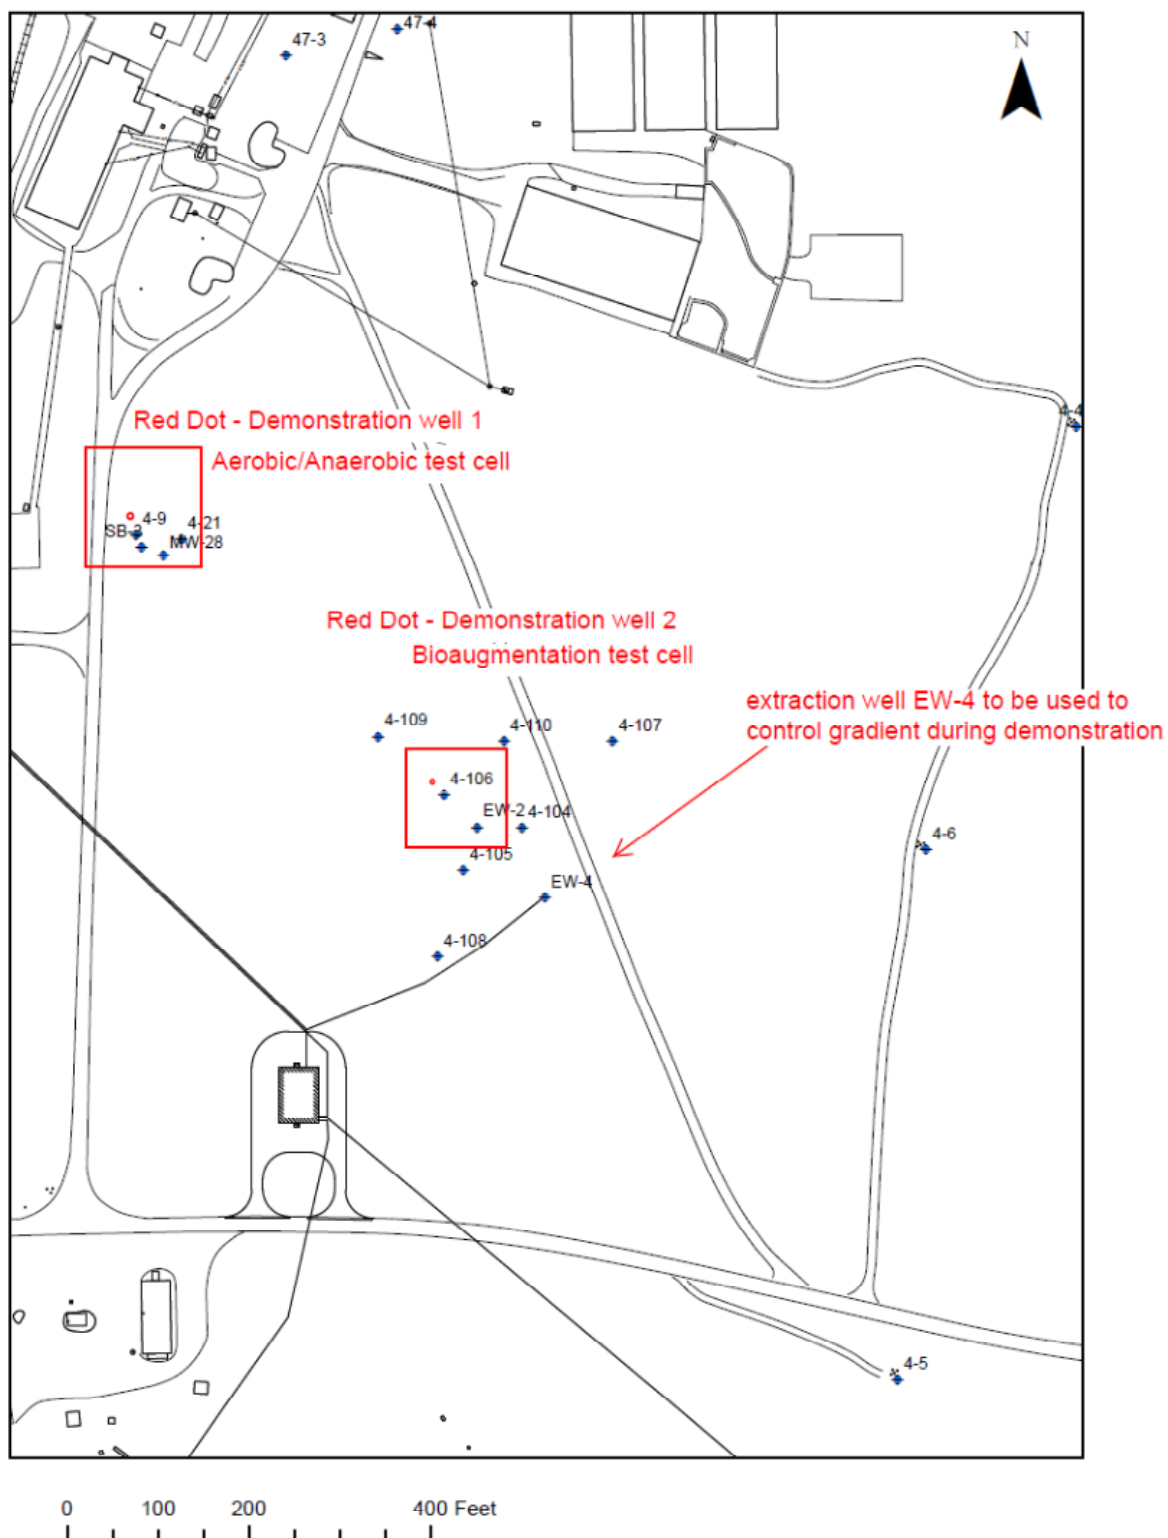 47-3
47-4
N
4-4
Red Dot - Demonstration well 1
Aerobic/Anaerobic test cell
4-9
4-21
SB-3
MW-28
Red Dot - Demonstration well 2
Bioaugmentation test cell
extraction well EW-4 to be used to
control gradient during demonstration
4-109
4-110
4-107
4-106
EW-2
4-104
4-6
4-105
EW-4
4-108
4-5
0 100 200 400 Feet